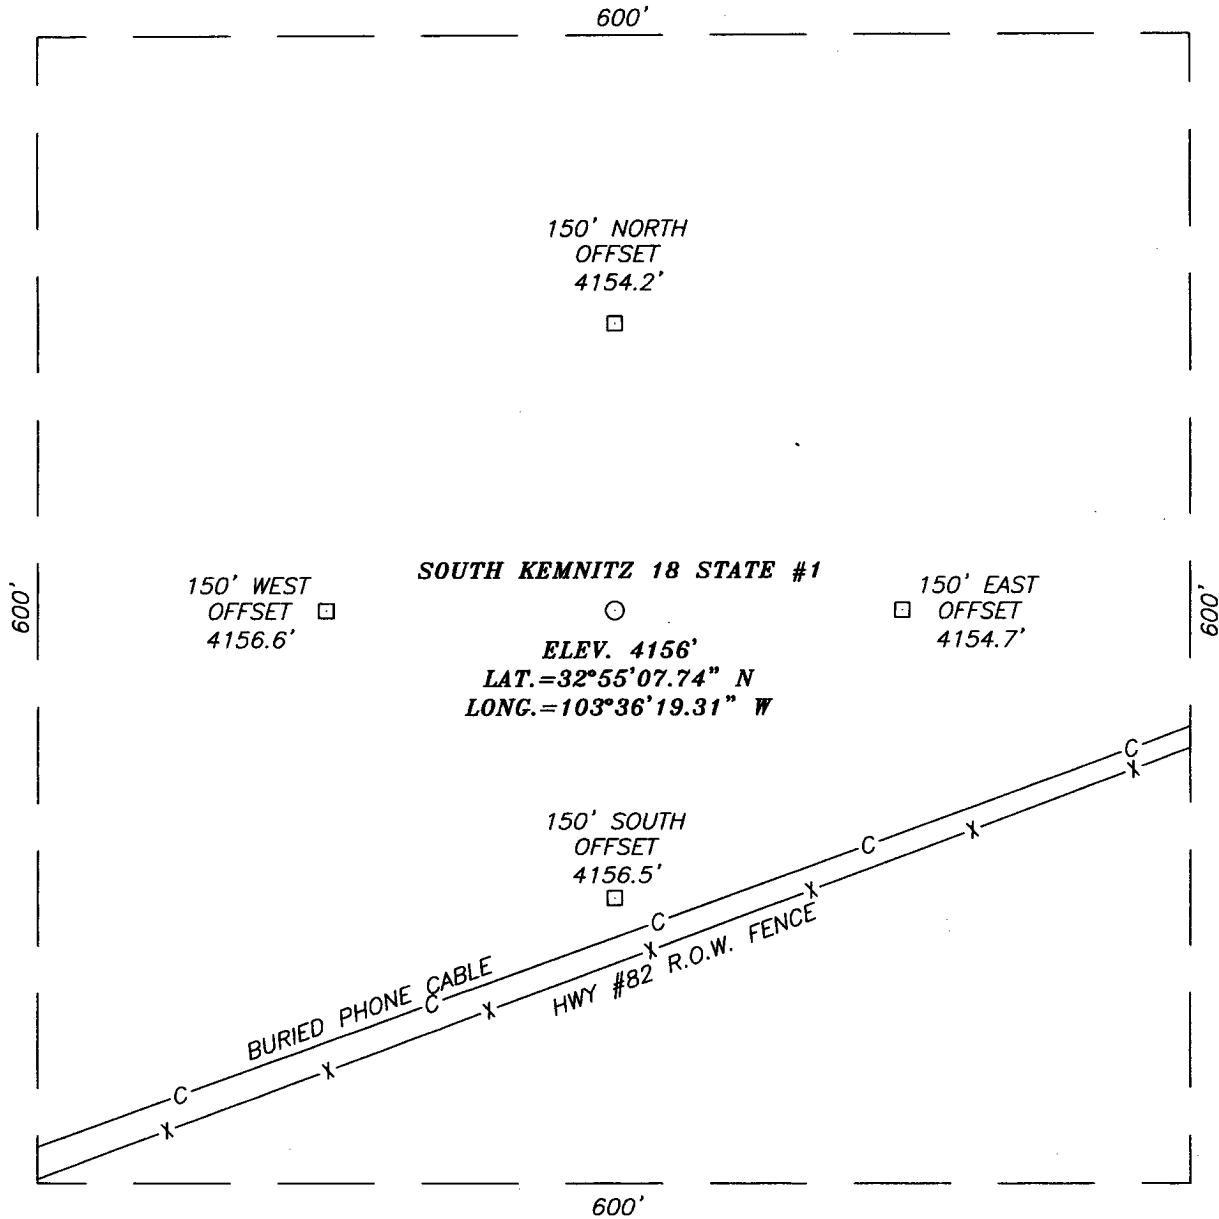 600'
150' NORTH
OFFSET
4154.2'
SOUTH KEMNITZ 18 STATE #1
150' WEST
OFFSET
4156.6'
150' EAST
OFFSET
4154.7'
600'
600'
ELEV. 4156'
LAT.=32°55'07.74" N
LONG.=103°36'19.31" W
150' SOUTH
OFFSET
4156.5'
C
X
C
X
C
X
C
X
BURIED PHONE CABLE
C
X
HWY #82 R.O.W. FENCE
X
X
600'